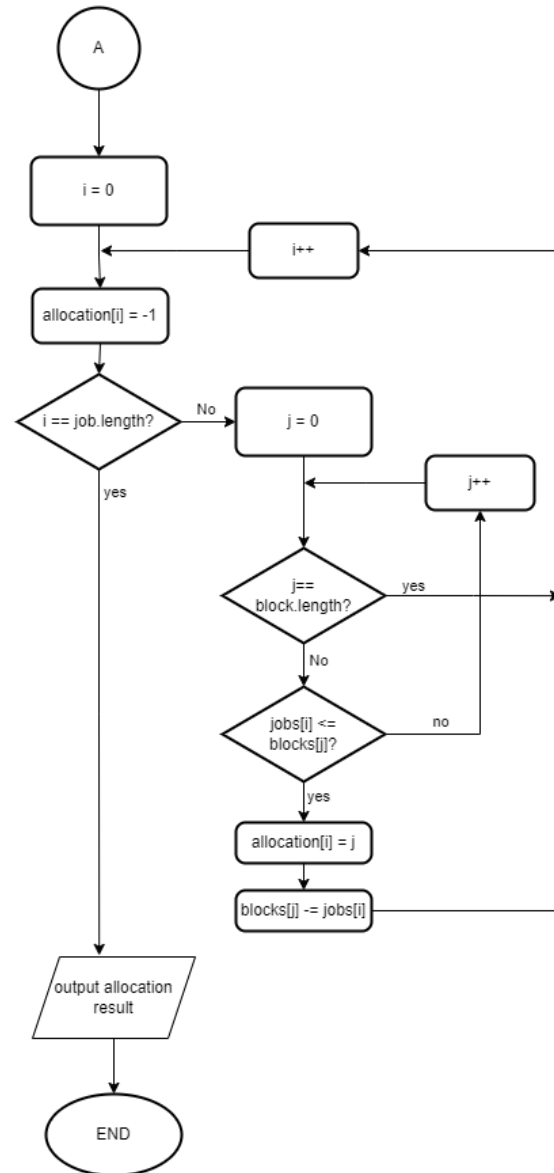 A
i = 0
i++
allocation[i] = -1
i == job.length?
No
j = 0
yes
j++
j==
block.length?
yes
No
jobs[i] <=
blocks[j]?
no
yes
allocation[i] = j
blocks[j] -= jobs[i]
output allocation
result
END